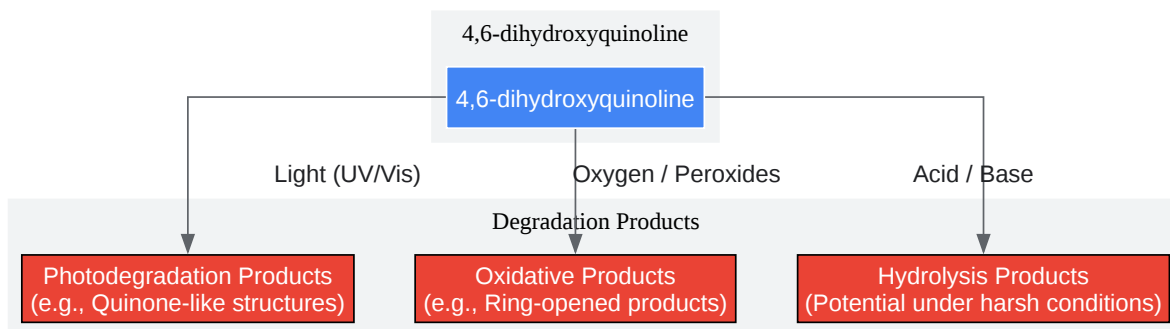 4,6-dihydroxyquinoline
4,6-dihydroxyquinoline
Light (UV/Vis)
Oxygen / Peroxides
Acid / Base
Degradation Products
Photodegradation Products
(e.g., Quinone-like structures)
Oxidative Products
(e.g., Ring-opened products)
Hydrolysis Products
(Potential under harsh conditions)